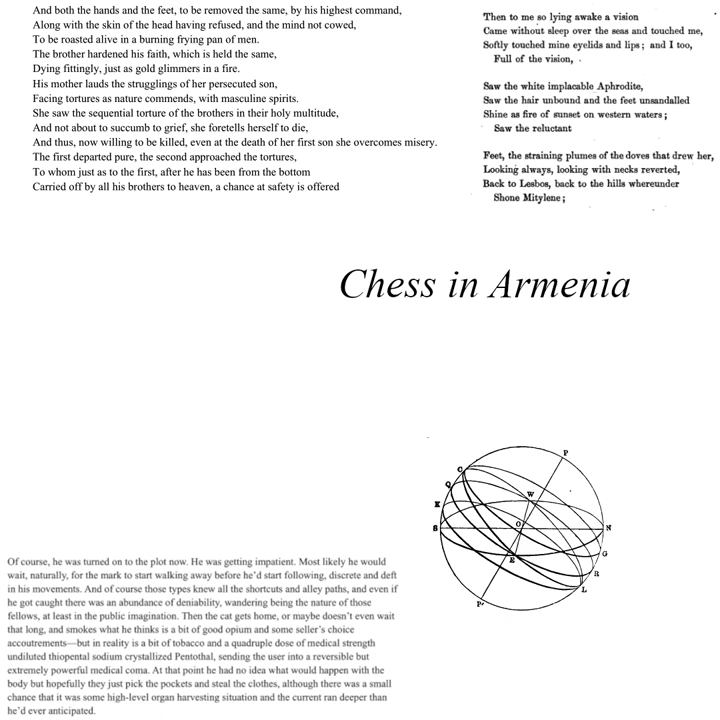 And both the hands and the feet, to be removed the same, by his highest command,
Along with the skin of the head having refused, and the mind not cowed,
To be roasted alive in a burning frying pan of men.
The brother hardened his faith, which is held the same,
Dying fittingly, just as gold glimmers in a fire.
His mother lauds the strugglings of her persecuted son,
Facing tortures as nature commends, with masculine spirits.
She saw the sequential torture of the brothers in their holy multitude,
And not about to succumb to grief, she foretells herself to die,
And thus, now willing to be killed, even at the death of her first son she overcomes misery.
The first departed pure, the second approached the tortures,
To whom just as to the first, after he has been from the bottom
Carried off by all his brothers to heaven, a chance at safety is offered
Then to me so lying awake a vision
Came without sleep over the seas and touched me,
Softly touched mine eyelids and lips; and I too,
Full of the vision,
Saw the white implacable Aphrodite,
Saw the hair unbound and the feet unsandalled
Shine as fire of sunset on western waters;
Saw the reluctant
Feet, the straining plumes of the doves that drew her,
Looking always, looking with necks reverted,
Back to Lesbos, back to the hills whereunder
Shone Mitylene;
Chess in Armenia
P
C
Q
W
K
O
S
N
G
E
R
L
P'
Of course, he was turned on to the plot now. He was getting impatient. Most likely he would
wait, naturally, for the mark to start walking away before he'd start following, discrete and deft
in his movements. And of course those types knew all the shortcuts and alley paths, and even if
he got caught there was an abundance of deniability, wandering being the nature of those
fellows, at least in the public imagination. Then the cat gets home, or maybe doesn't even wait
that long, and smokes what he thinks is a bit of good opium and some seller's choice
accoutrements—but in reality is a bit of tobacco and a quadruple dose of medical strength
undiluted thiopental sodium crystallized Pentothal, sending the user into a reversible but
extremely powerful medical coma. At that point he had no idea what would happen with the
body but hopefully they just pick the pockets and steal the clothes, although there was a small
chance that it was some high-level organ harvesting situation and the current ran deeper than
he'd ever anticipated.